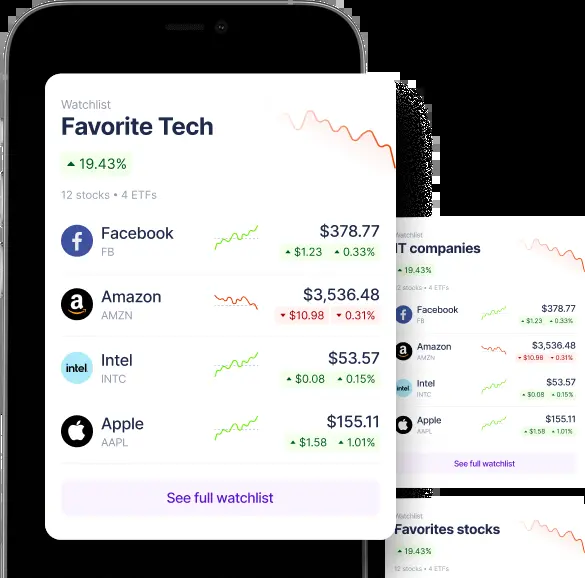 Watchlist
Favorite Tech
19.43%
12 stocks • 4 ETFs
Facebook
FB
$378.77
$1.23 0.33%
Amazon
AMZN
$3,536.48
$10.98 0.31%
intel
Intel
INTC
$53.57
$0.08 0.15%
Apple
AAPL
$155.11
$1.58 1.01%
See full watchlist
Watchlist
IT companies
19.43%
12 stocks • 4 ETFs
Facebook
FB
$378.77
$1.23 0.33%
Amazon
AMZN
$3,536.48
$10.98 0.31%
intel
Intel
INTC
$53.57
$0.08 0.15%
Apple
AAPL
$155.11
$1.58 1.01%
See full watchlist
Watchlist
Favorites stocks
19.43%
12 stocks • 4 ETFs